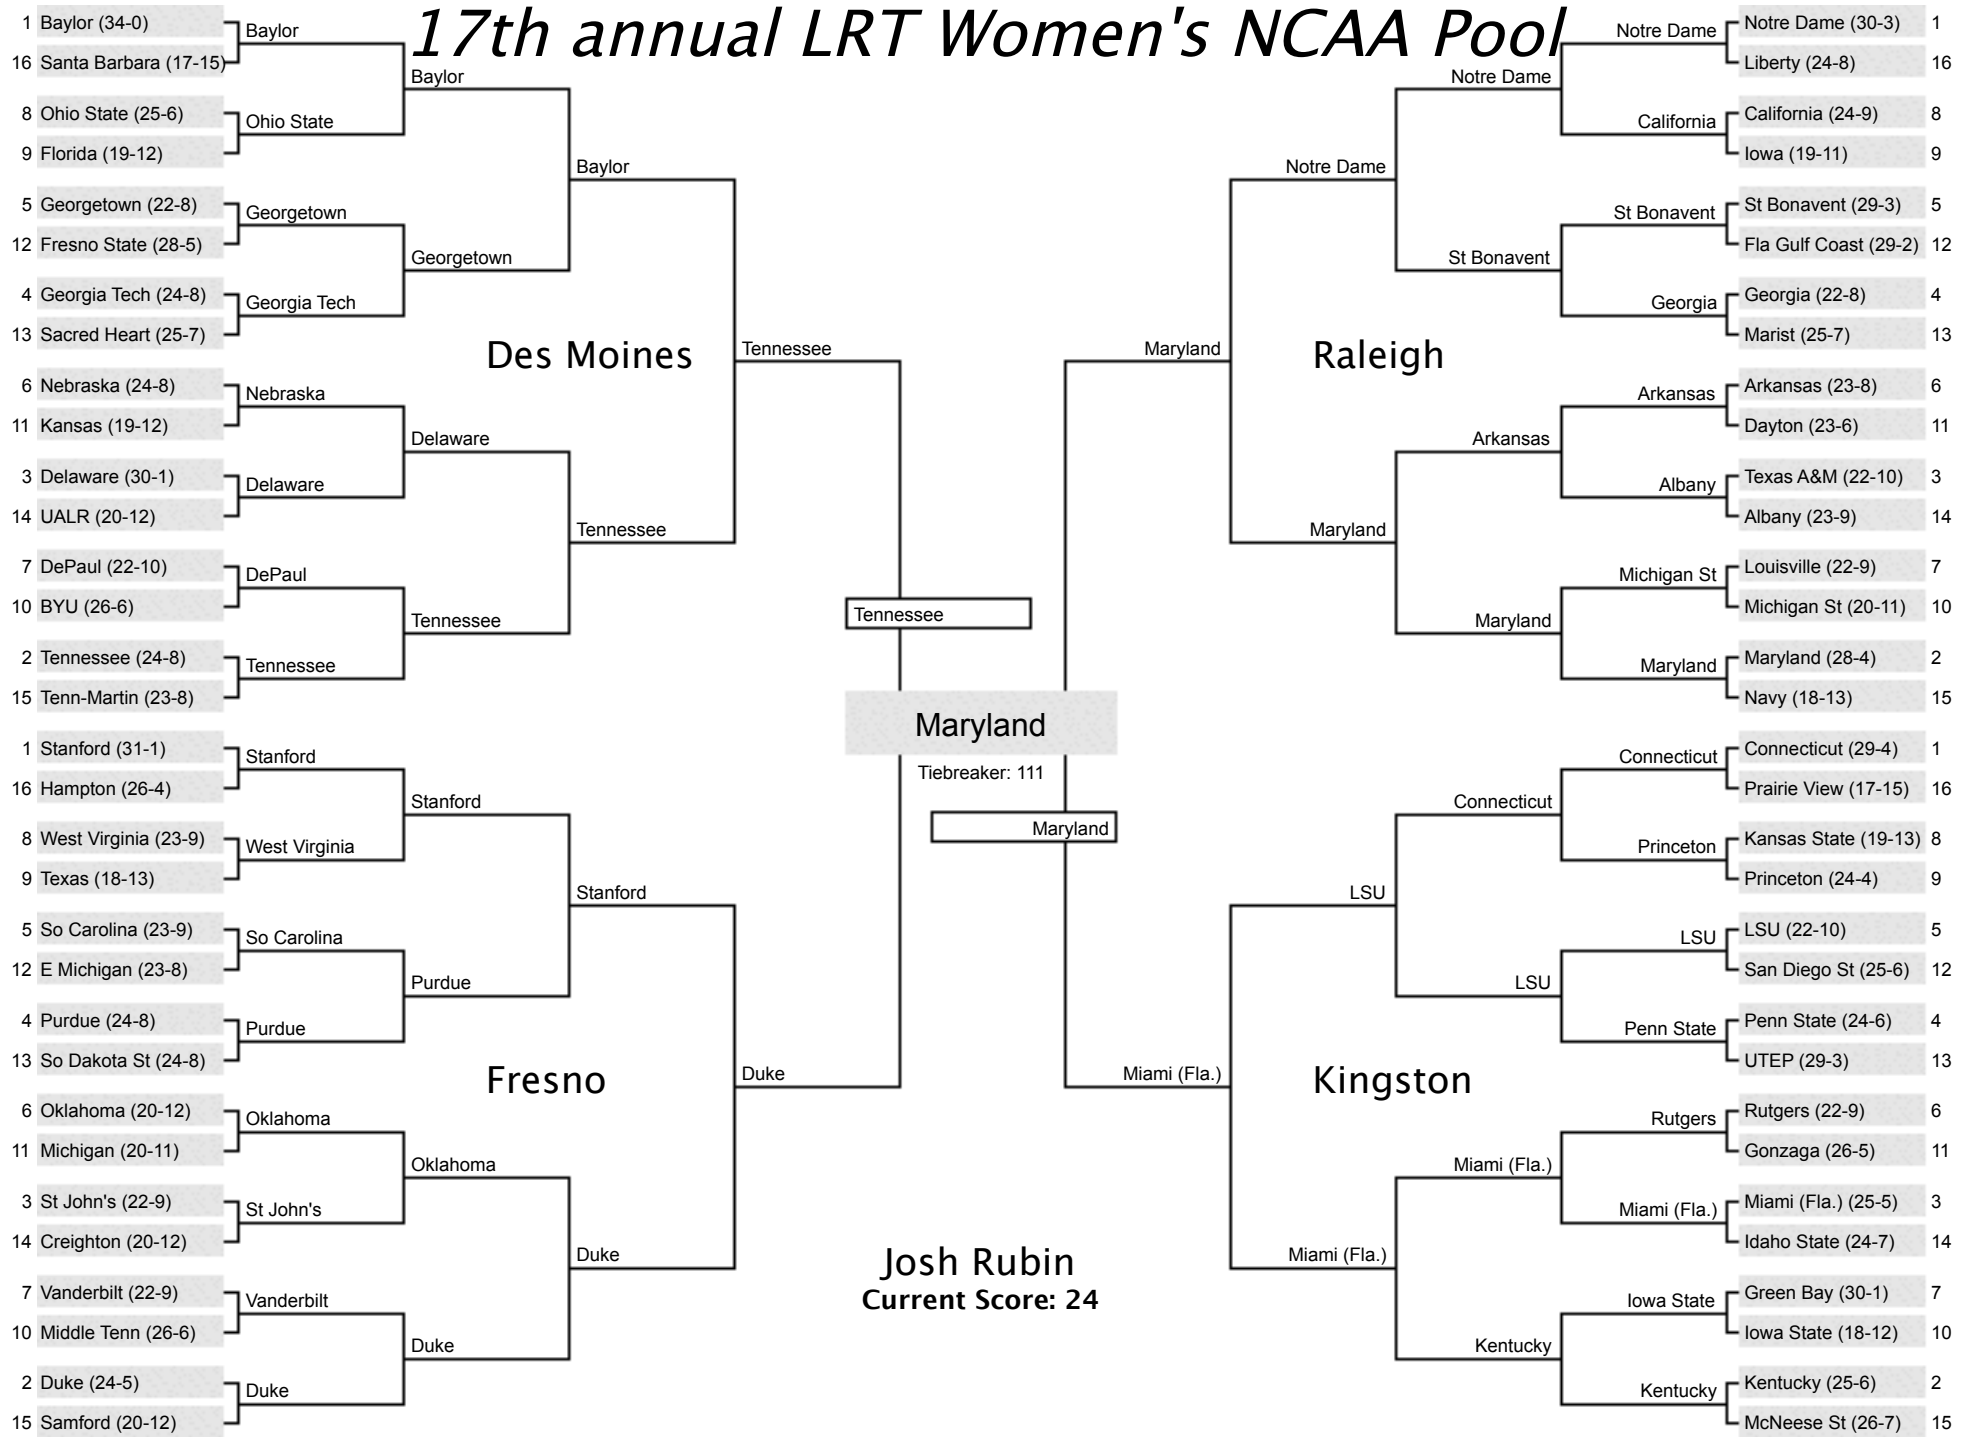 17th annual LRT Women's NCAA Pool
1 Baylor (34-0)
16 Santa Barbara (17-15)
8 Ohio State (25-6)
9 Florida (19-12)
5 Georgetown (22-8)
12 Fresno State (28-5)
4 Georgia Tech (24-8)
13 Sacred Heart (25-7)
6 Nebraska (24-8)
11 Kansas (19-12)
3 Delaware (30-1)
14 UALR (20-12)
7 DePaul (22-10)
10 BYU (26-6)
2 Tennessee (24-8)
15 Tenn-Martin (23-8)
1 Stanford (31-1)
16 Hampton (26-4)
8 West Virginia (23-9)
9 Texas (18-13)
5 So Carolina (23-9)
12 E Michigan (23-8)
4 Purdue (24-8)
13 So Dakota St (24-8)
6 Oklahoma (20-12)
11 Michigan (20-11)
3 St John's (22-9)
14 Creighton (20-12)
7 Vanderbilt (22-9)
10 Middle Tenn (26-6)
2 Duke (24-5)
15 Samford (20-12)
Baylor
Ohio State
Georgetown
Georgia Tech
Nebraska
Delaware
DePaul
Tennessee
Stanford
West Virginia
So Carolina
Purdue
Oklahoma
St John's
Vanderbilt
Duke
Baylor
Georgetown
Delaware
Tennessee
Stanford
Purdue
Oklahoma
Duke
Baylor
Tennessee
Stanford
Duke
Des Moines
Fresno
Tennessee
Duke
Tennessee
Maryland
Tiebreaker: 111
Maryland
Josh Rubin
Current Score: 24
Maryland
Miami (Fla.)
Raleigh
Kingston
Notre Dame
Maryland
LSU
Miami (Fla.)
Notre Dame
St Bonavent
Arkansas
Maryland
Connecticut
LSU
Miami (Fla.)
Kentucky
Notre Dame
California
St Bonavent
Georgia
Arkansas
Albany
Michigan St
Maryland
Connecticut
Princeton
LSU
Penn State
Rutgers
Miami (Fla.)
Iowa State
Kentucky
Notre Dame (30-3) 1
Liberty (24-8) 16
California (24-9) 8
Iowa (19-11) 9
St Bonavent (29-3) 5
Fla Gulf Coast (29-2) 12
Georgia (22-8) 4
Marist (25-7) 13
Arkansas (23-8) 6
Dayton (23-6) 11
Texas A&M (22-10) 3
Albany (23-9) 14
Louisville (22-9) 7
Michigan St (20-11) 10
Maryland (28-4) 2
Navy (18-13) 15
Connecticut (29-4) 1
Prairie View (17-15) 16
Kansas State (19-13) 8
Princeton (24-4) 9
LSU (22-10) 5
San Diego St (25-6) 12
Penn State (24-6) 4
UTEP (29-3) 13
Rutgers (22-9) 6
Gonzaga (26-5) 11
Miami (Fla.) (25-5) 3
Idaho State (24-7) 14
Green Bay (30-1) 7
Iowa State (18-12) 10
Kentucky (25-6) 2
McNeese St (26-7) 15